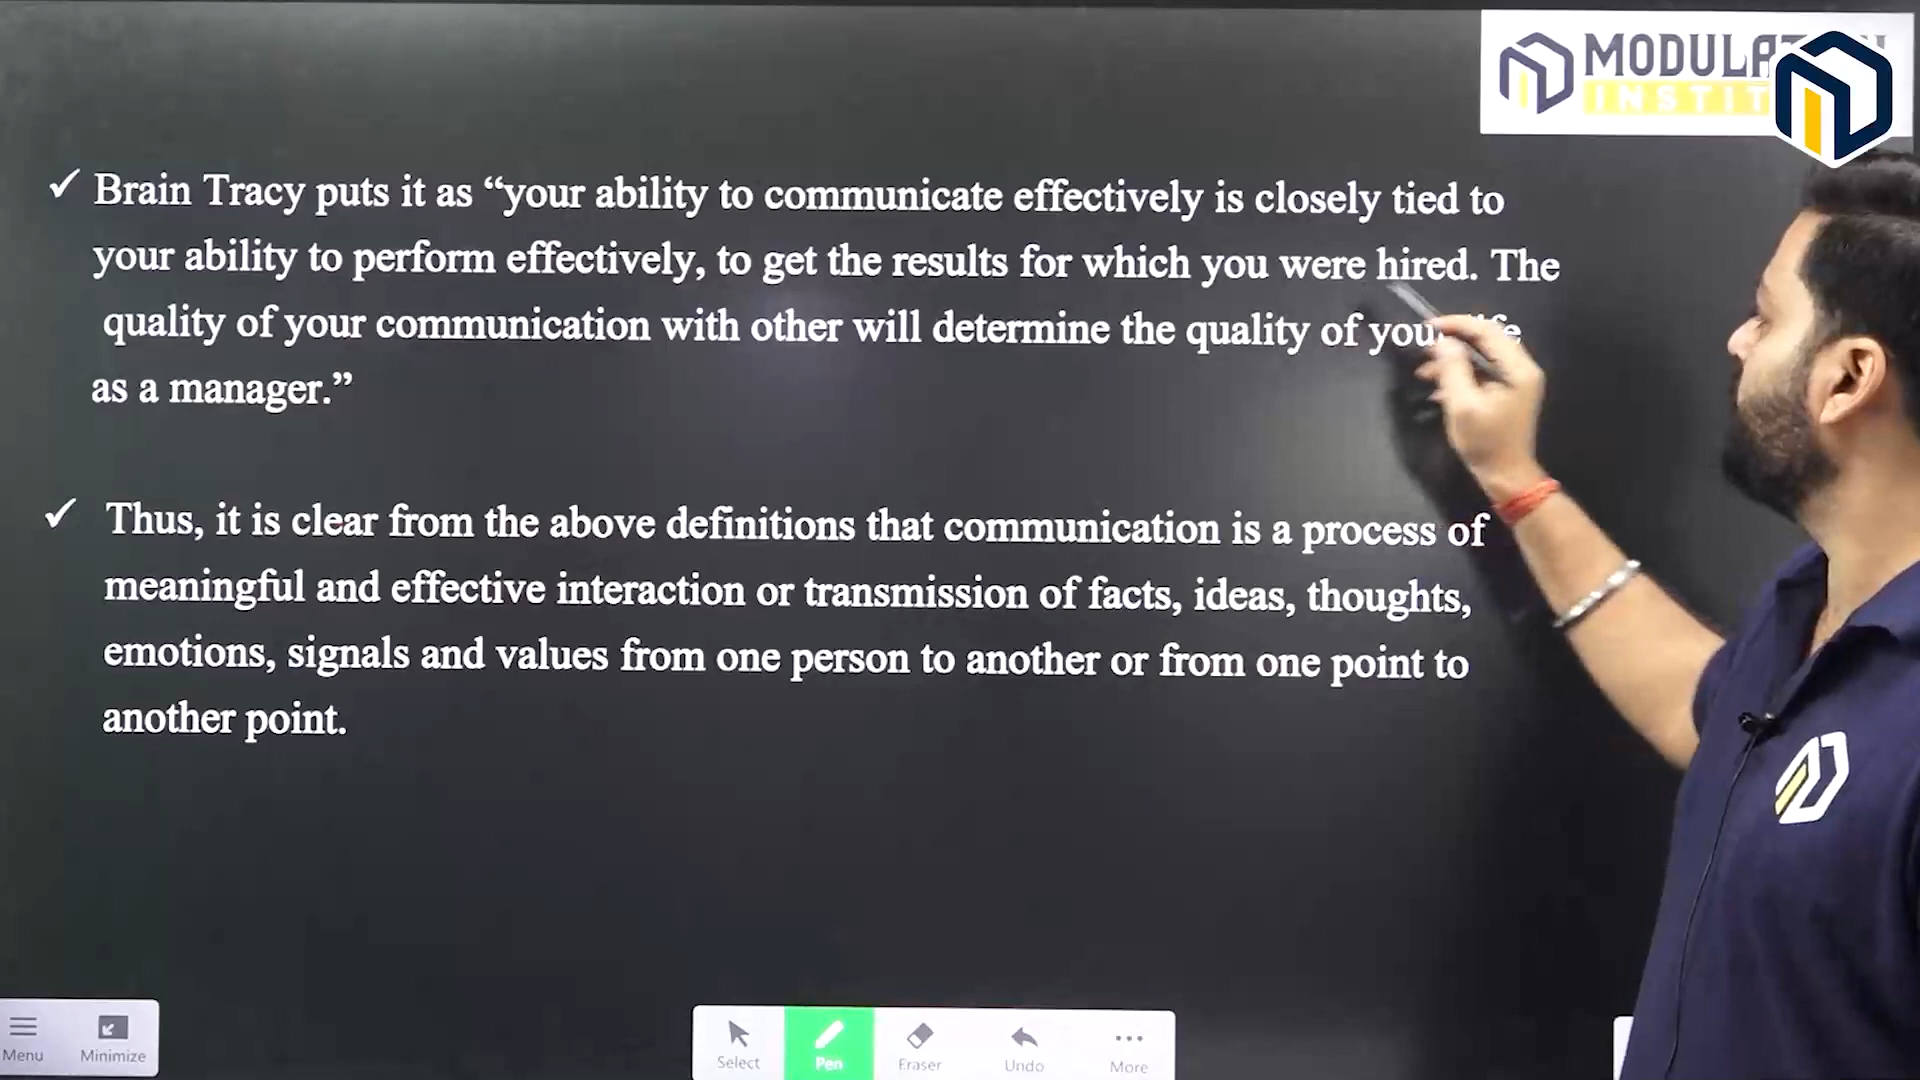 MODULAT
INSTIT
✓ Brain Tracy puts it as “your ability to communicate effectively is closely tied to
your ability to perform effectively, to get the results for which you were hired. The
quality of your communication with other will determine the quality of your life
as a manager.”
✓ Thus, it is clear from the above definitions that communication is a process of
meaningful and effective interaction or transmission of facts, ideas, thoughts,
emotions, signals and values from one person to another or from one point to
another point.
Menu
Minimize
Select
Pen
Eraser
Undo
More